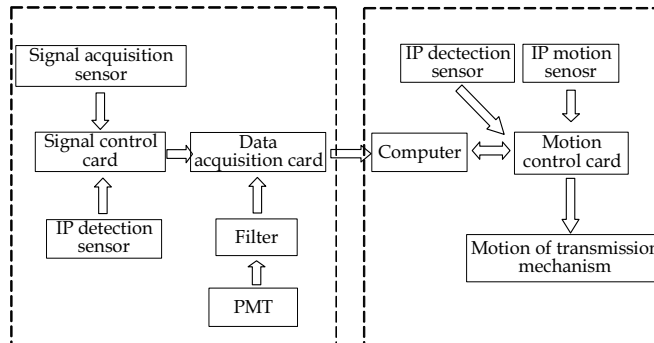 Signal acquisition
sensor
Signal control
card
IP detection
sensor
Data
acquisition card
Filter
PMT
IP dectection
sensor
IP motion
senosr
Computer
Motion
control card
Motion of transmission
mechanism